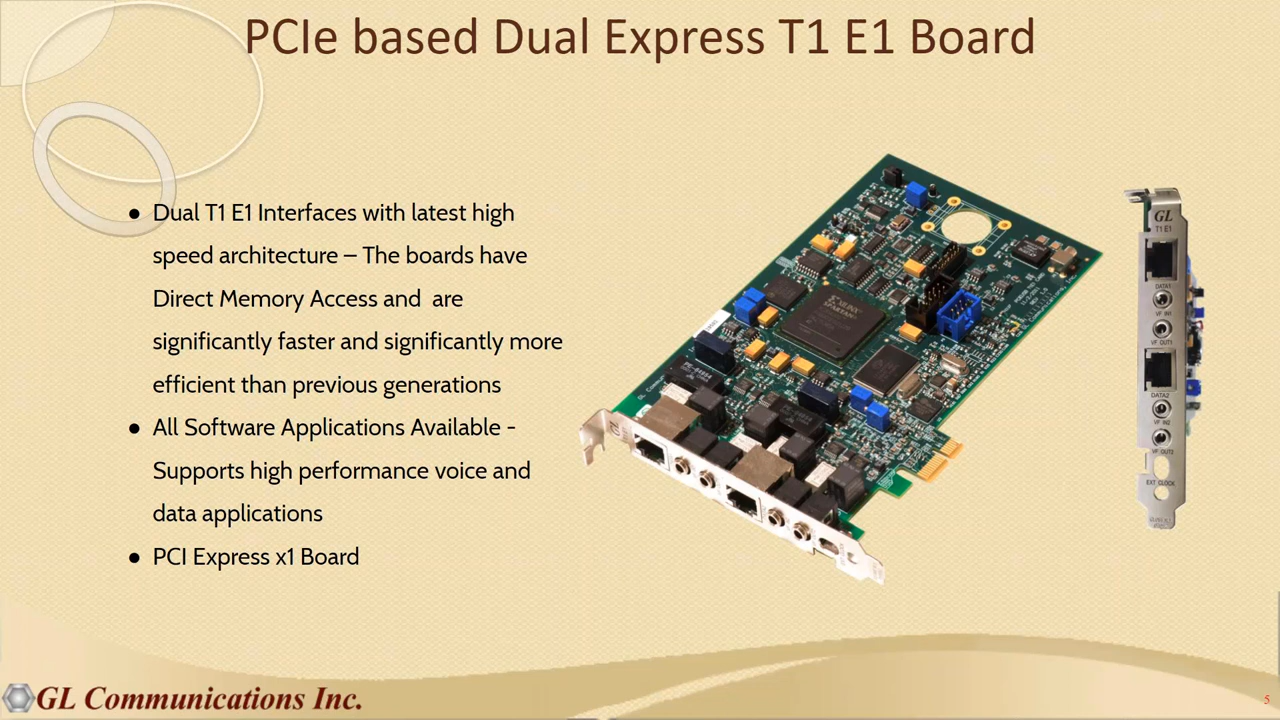 PCIe based Dual Express T1 E1 Board
● Dual T1 E1 Interfaces with latest high
speed architecture – The boards have
Direct Memory Access and  are
significantly faster and significantly more
efficient than previous generations
● All Software Applications Available -
Supports high performance voice and
data applications
● PCI Express x1 Board
XILINX
SPARTAN
GL
GL
T1 E1
DATA1
VF IN1
VF OUT1
DATA2
VF IN2
VF OUT2
EXT CLOCK
GL Communications Inc.
5